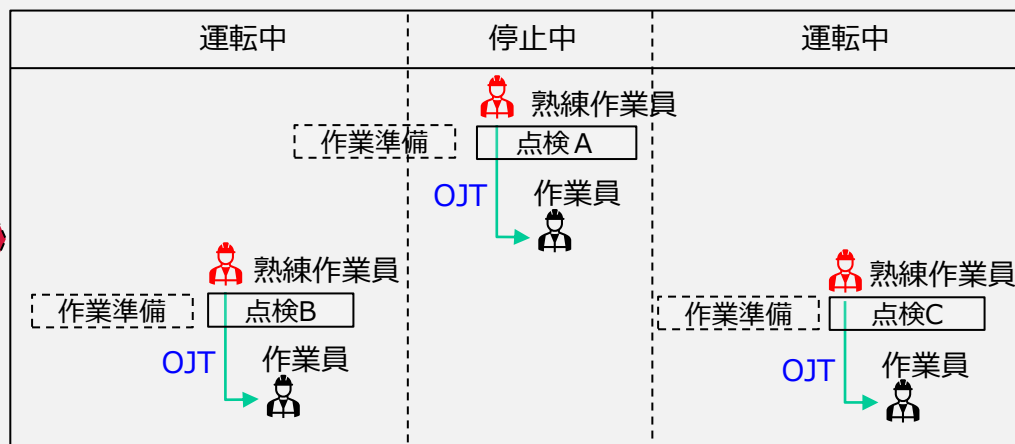 運転中
停止中
運転中
熟練作業員
作業準備
点検A
OJT
作業員
熟練作業員
作業準備
点検B
OJT
作業員
熟練作業員
作業準備
点検C
OJT
作業員